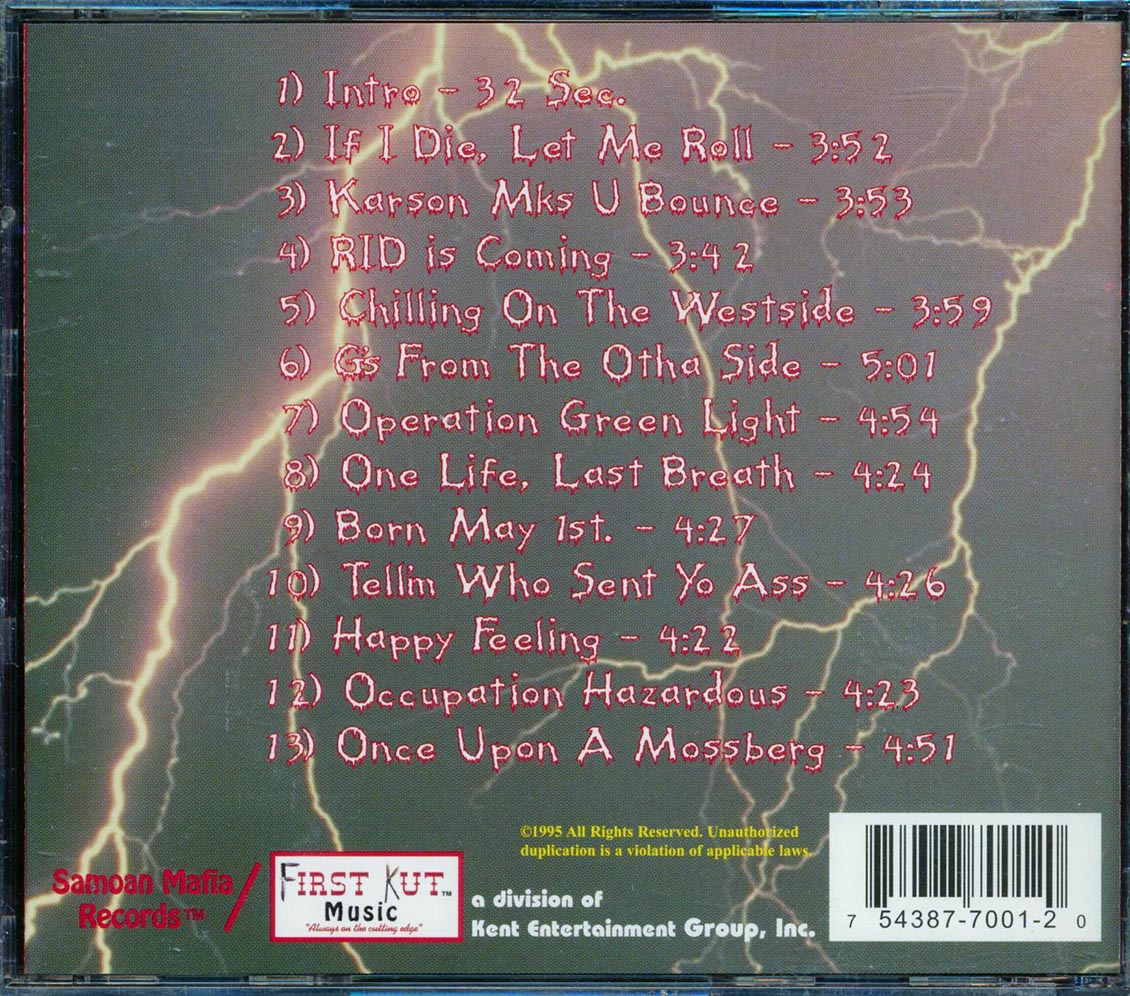 1) Intro - 32 Sec.
2) If I Die, Let Me Roll - 3:52
3) Karson Mks U Bounce - 3:53
4) RID is Coming - 3:42
5) Chilling On The Westside - 3:59
6) G's From The Otha Side - 5:01
7) Operation Green Light - 4:54
8) One Life, Last Breath - 4:24
9) Born May 1st. - 4:27
10) Tell'm Who Sent Yo Ass - 4:26
11) Happy Feeling - 4:22
12) Occupation Hazardous - 4:23
13) Once Upon A Mossberg - 4:51
©1995 All Rights Reserved. Unauthorized
duplication is a violation of applicable laws.
Samoan Mafia
Records™ /
First Kut™
Music
"Always on the cutting edge"
a division of
Kent Entertainment Group, Inc.
7 54387-7001-2 0